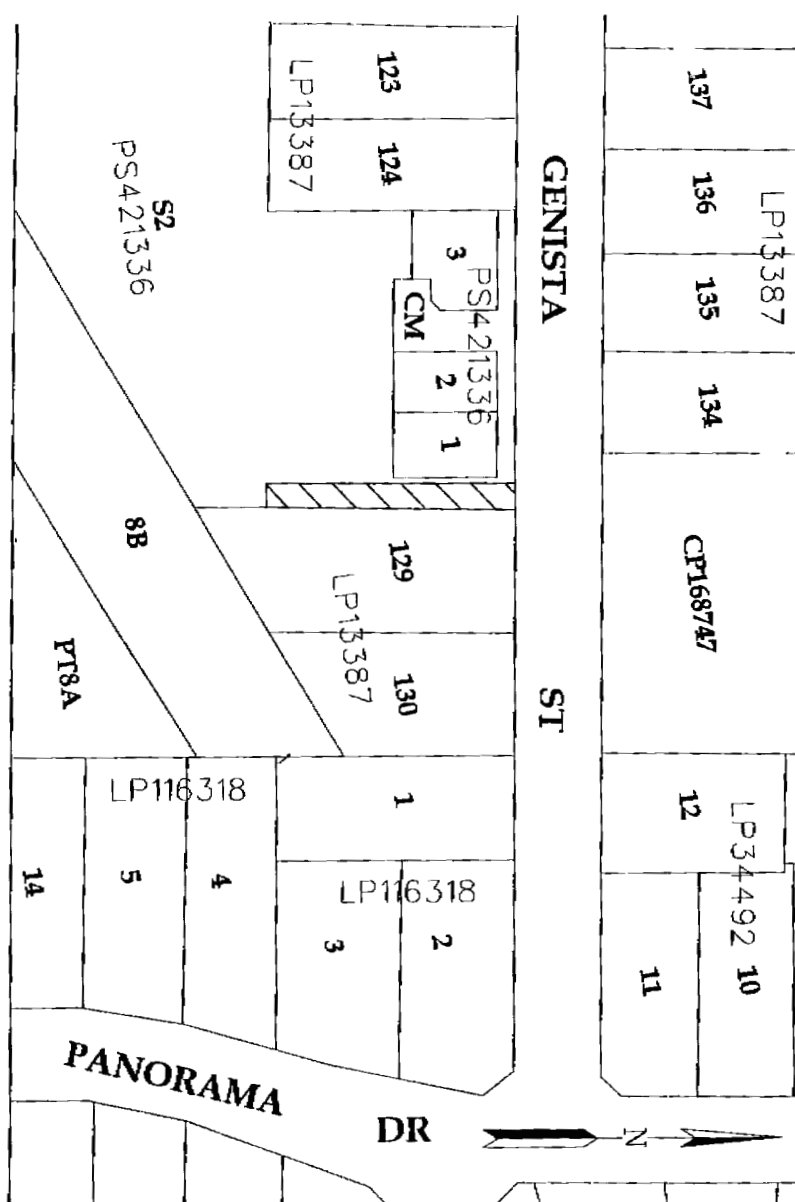 123
124
LP13387
137
136
135
134
LP13387
GENISTA
ST
S2
PS421336
3
CM
2
1
PS421336
8B
129
130
LP13387
CP168747
PT8A
LP116318
14
5
4
1
LP116318
3
2
12
LP34492
11
10
PANORAMA
DR
N